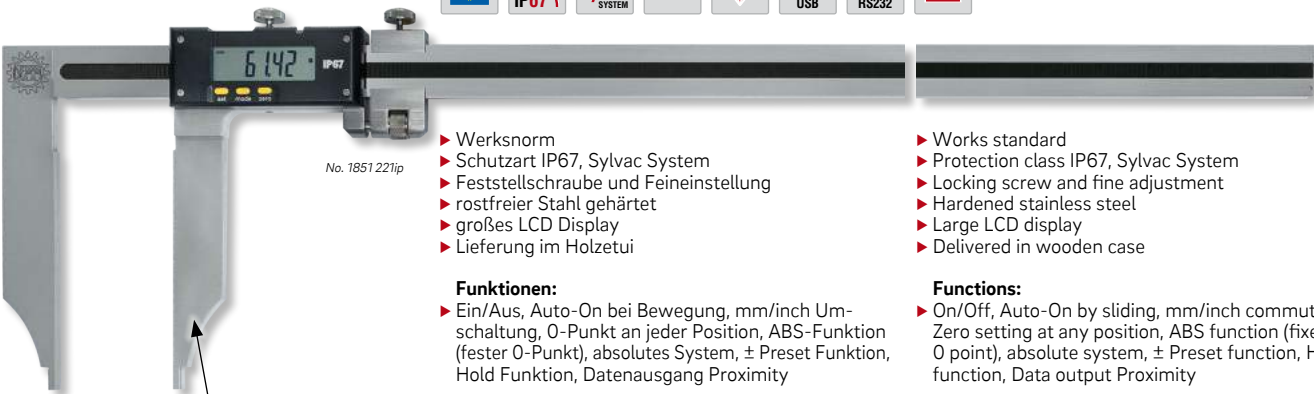 IP67
SYSTEM
USB
RS232
61.42
IP67
set mode zero
No. 1851 221ip
▶ Werksnorm
▶ Schutzart IP67, Sylvac System
▶ Feststellschraube und Feineinstellung
▶ rostfreier Stahl gehärtet
▶ großes LCD Display
▶ Lieferung im Holzetui
Funktionen:
▶ Ein/Aus, Auto-On bei Bewegung, mm/inch Um-
schaltung, 0-Punkt an jeder Position, ABS-Funktion
(fester 0-Punkt), absolutes System, ± Preset Funktion,
Hold Funktion, Datenausgang Proximity
▶ Works standard
▶ Protection class IP67, Sylvac System
▶ Locking screw and fine adjustment
▶ Hardened stainless steel
▶ Large LCD display
▶ Delivered in wooden case
Functions:
▶ On/Off, Auto-On by sliding, mm/inch commut
Zero setting at any position, ABS function (fixe
0 point), absolute system, ± Preset function, H
function, Data output Proximity